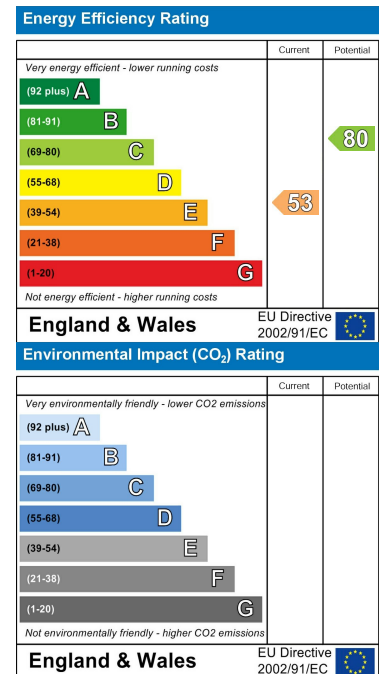 Energy Efficiency Rating
Current Potential
Very energy efficient - lower running costs
(92 plus) A
(81-91) B
80
(69-80) C
(55-68) D
53
(39-54) E
(21-38) F
(1-20) G
Not energy efficient - higher running costs
England & Wales
EU Directive
2002/91/EC
Environmental Impact (CO₂) Rating
Current Potential
Very environmentally friendly - lower CO2 emissions
(92 plus) A
(81-91) B
(69-80) C
(55-68) D
(39-54) E
(21-38) F
(1-20) G
Not environmentally friendly - higher CO2 emissions
England & Wales
EU Directive
2002/91/EC